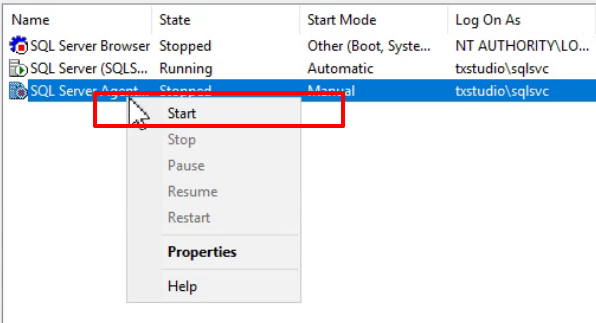 Name State Start Mode Log On As
SQL Server Browser Stopped Other (Boot, Syste... NT AUTHORITY\LO...
SQL Server (SQLS... Running Automatic txstudio\sqlsvc
SQL Server Agent... Stopped Manual txstudio\sqlsvc
Start
Stop
Pause
Resume
Restart
Properties
Help